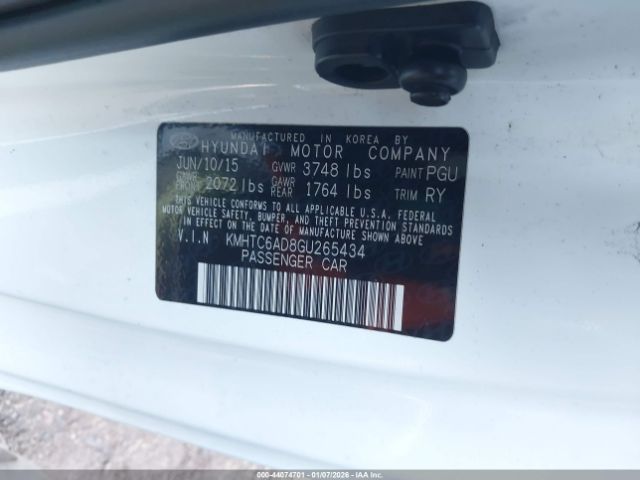 MANUFACTURED IN KOREA BY
HYUNDAI MOTOR COMPANY
JUN/10/15 GVWR 3748 lbs PAINT PGU
GAWR FRONT 2072 lbs GAWR REAR 1764 lbs TRIM RY
THIS VEHICLE CONFORMS TO ALL APPLICABLE U.S.A. FEDERAL
MOTOR VEHICLE SAFETY, BUMPER, AND THEFT PREVENTION STANDARDS
IN EFFECT ON THE DATE OF MANUFACTURE SHOWN ABOVE.
V.I.N KMHTC6AD8GU265434
PASSENGER CAR
000-44074701 - 01/07/2026 - COPYRIGHT IAA, LLC